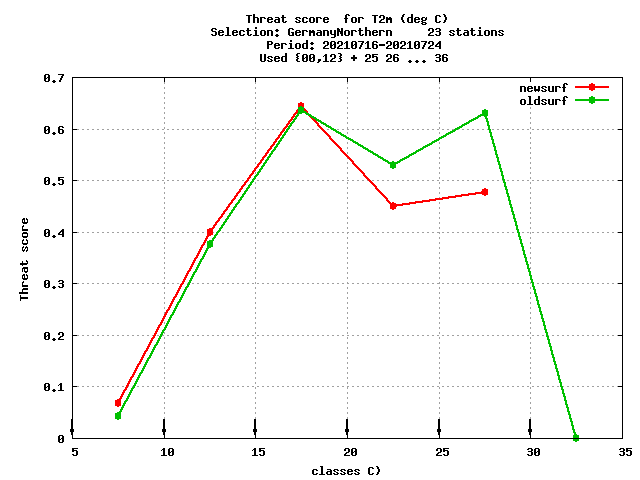 Threat score  for T2m (deg C)
Selection: GermanyNorthern     23 stations
Period: 20210716-20210724
Used {00,12} + 25 26 ... 36
newsurf
oldsurf
Threat score
0.7
0.6
0.5
0.4
0.3
0.2
0.1
0
5 10 15 20 25 30 35
classes C)